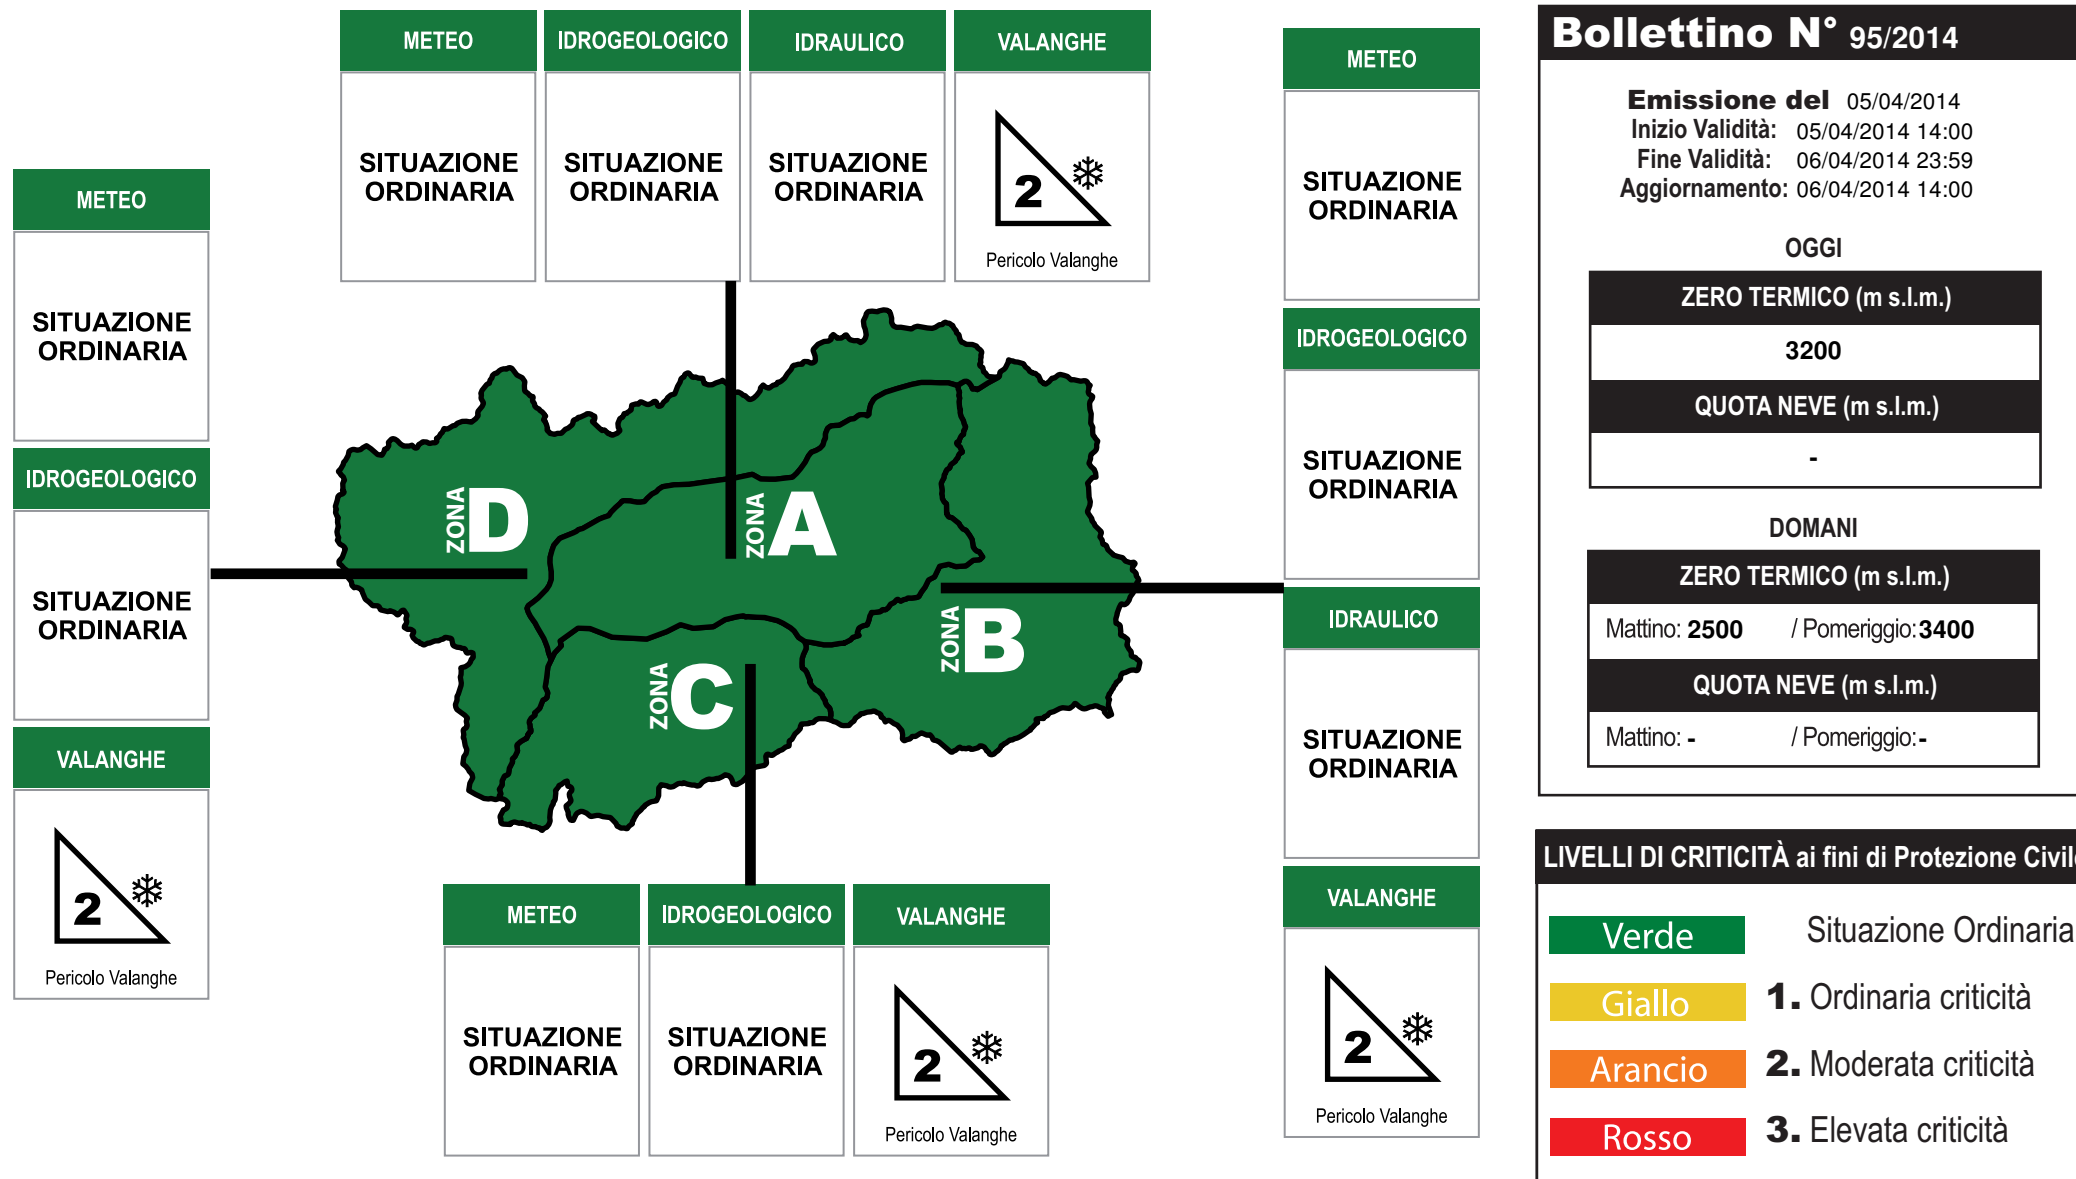 METEO
IDROGEOLOGICO
IDRAULICO
VALANGHE
SITUAZIONE
ORDINARIA
SITUAZIONE
ORDINARIA
SITUAZIONE
ORDINARIA
2
Pericolo Valanghe
METEO
SITUAZIONE
ORDINARIA
IDROGEOLOGICO
SITUAZIONE
ORDINARIA
VALANGHE
2
Pericolo Valanghe
ZONA D
ZONA A
ZONA B
ZONA C
METEO
SITUAZIONE
ORDINARIA
IDROGEOLOGICO
SITUAZIONE
ORDINARIA
IDRAULICO
SITUAZIONE
ORDINARIA
VALANGHE
2
Pericolo Valanghe
METEO
IDROGEOLOGICO
VALANGHE
SITUAZIONE
ORDINARIA
SITUAZIONE
ORDINARIA
2
Pericolo Valanghe
Bollettino N° 95/2014
Emissione del 05/04/2014
Inizio Validità: 05/04/2014 14:00
Fine Validità: 06/04/2014 23:59
Aggiornamento: 06/04/2014 14:00
OGGI
ZERO TERMICO (m s.l.m.)
3200
QUOTA NEVE (m s.l.m.)
-
DOMANI
ZERO TERMICO (m s.l.m.)
Mattino: 2500 / Pomeriggio: 3400
QUOTA NEVE (m s.l.m.)
Mattino: - / Pomeriggio: -
LIVELLI DI CRITICITÀ ai fini di Protezione Civile
Verde Situazione Ordinaria
Giallo 1. Ordinaria criticità
Arancio 2. Moderata criticità
Rosso 3. Elevata criticità